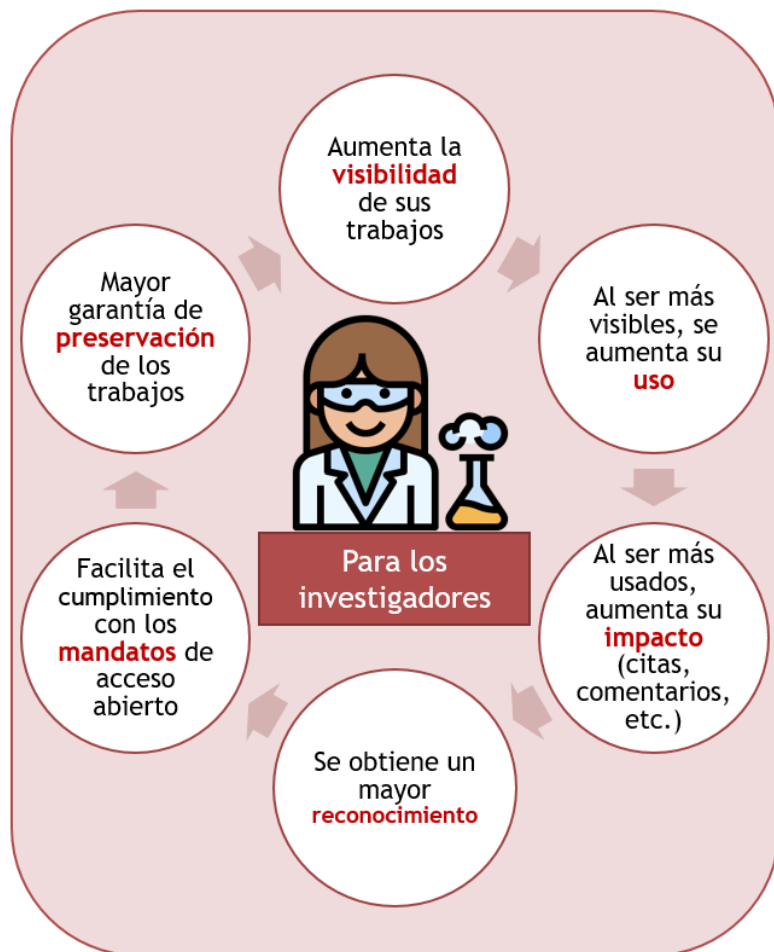 Aumenta la
visibilidad
de sus
trabajos
Al ser más
visibles, se
aumenta su
uso
Al ser más
usados,
aumenta su
impacto
(citas,
comentarios,
etc.)
Se obtiene un
mayor
reconocimiento
Facilita el
cumplimiento
con los
mandatos de
acceso
abierto
Mayor
garantía de
preservación
de los
trabajos
Para los
investigadores